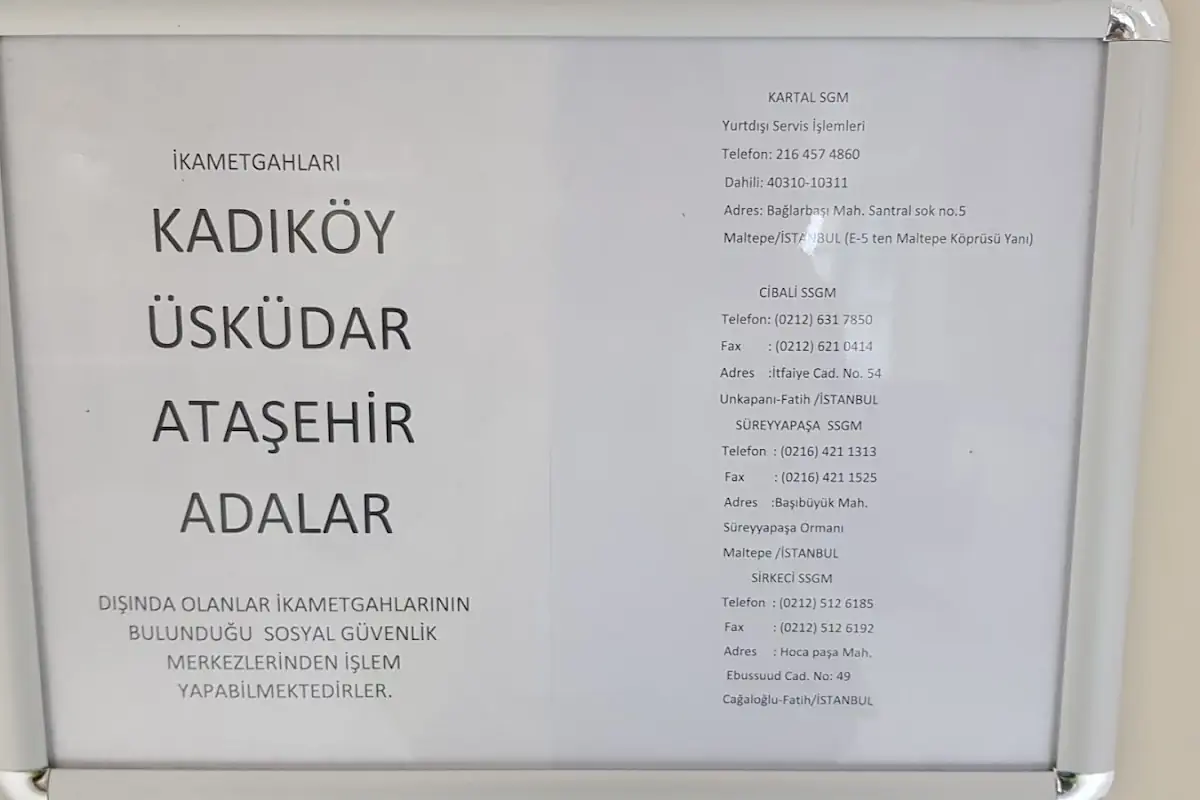 İKAMETGAHLARI
KADIKÖY
ÜSKÜDAR
ATAŞEHİR
ADALAR
DIŞINDA OLANLAR İKAMETGAHLARININ
BULUNDUĞU SOSYAL GÜVENLİK
MERKEZLERİNDEN İŞLEM
YAPABİLMEKTEDİRLER.
KARTAL SGM
Yurtdışı Servis İşlemleri
Telefon: 216 457 4860
Dahili: 40310-10311
Adres: Bağlarbaşı Mah. Santral sok no.5
Maltepe/İSTANBUL (E-5 ten Maltepe Köprüsü Yanı)
CİBALİ SSGM
Telefon: (0212) 631 7850
Fax : (0212) 621 0414
Adres :İtfaiye Cad. No. 54
Unkapanı-Fatih /İSTANBUL
SÜREYYAPAŞA SSGM
Telefon : (0216) 421 1313
Fax : (0216) 421 1525
Adres :Başıbüyük Mah.
Süreyyapaşa Ormanı
Maltepe /İSTANBUL
SİRKECİ SSGM
Telefon : (0212) 512 6185
Fax : (0212) 512 6192
Adres : Hoca paşa Mah.
Ebussuud Cad. No: 49
Cağaloğlu-Fatih/İSTANBUL